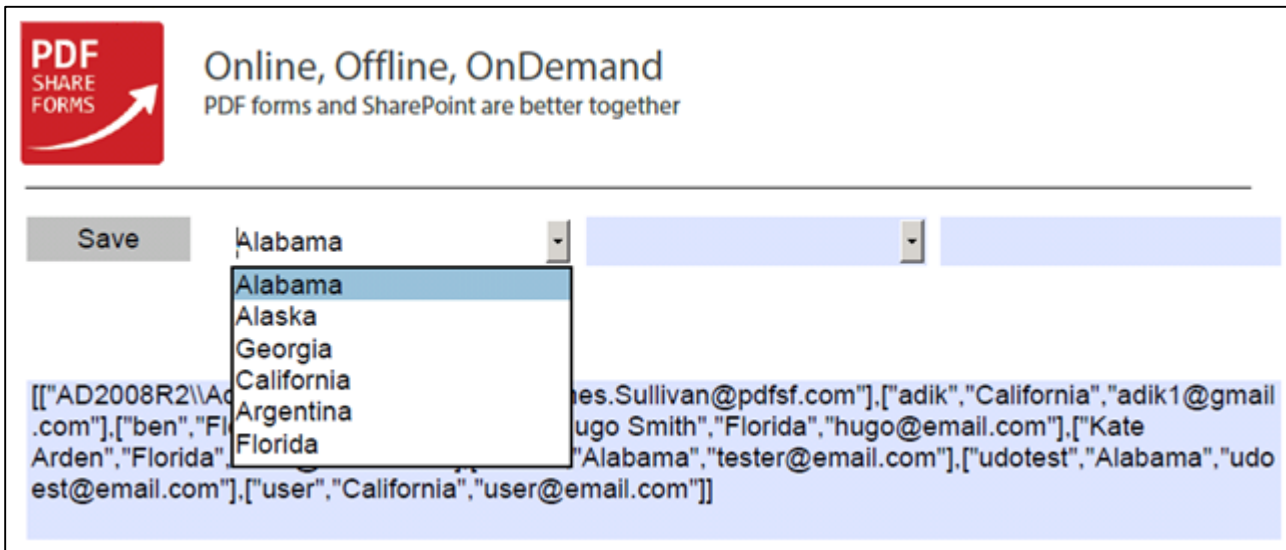 PDF
SHARE
FORMS
Online, Offline, OnDemand
PDF forms and SharePoint are better together
Save
Alabama
Alabama
Alaska
Georgia
California
Argentina
Florida
[["AD2008R2\\Ad es.Sullivan@pdfsf.com"],["adik","California","adik1@gmail
.com"],["ben","Fl ugo Smith","Florida","hugo@email.com"],["Kate
Arden","Florida", "Alabama","tester@email.com"],["udotest","Alabama","udo
est@email.com"],["user","California","user@email.com"]]